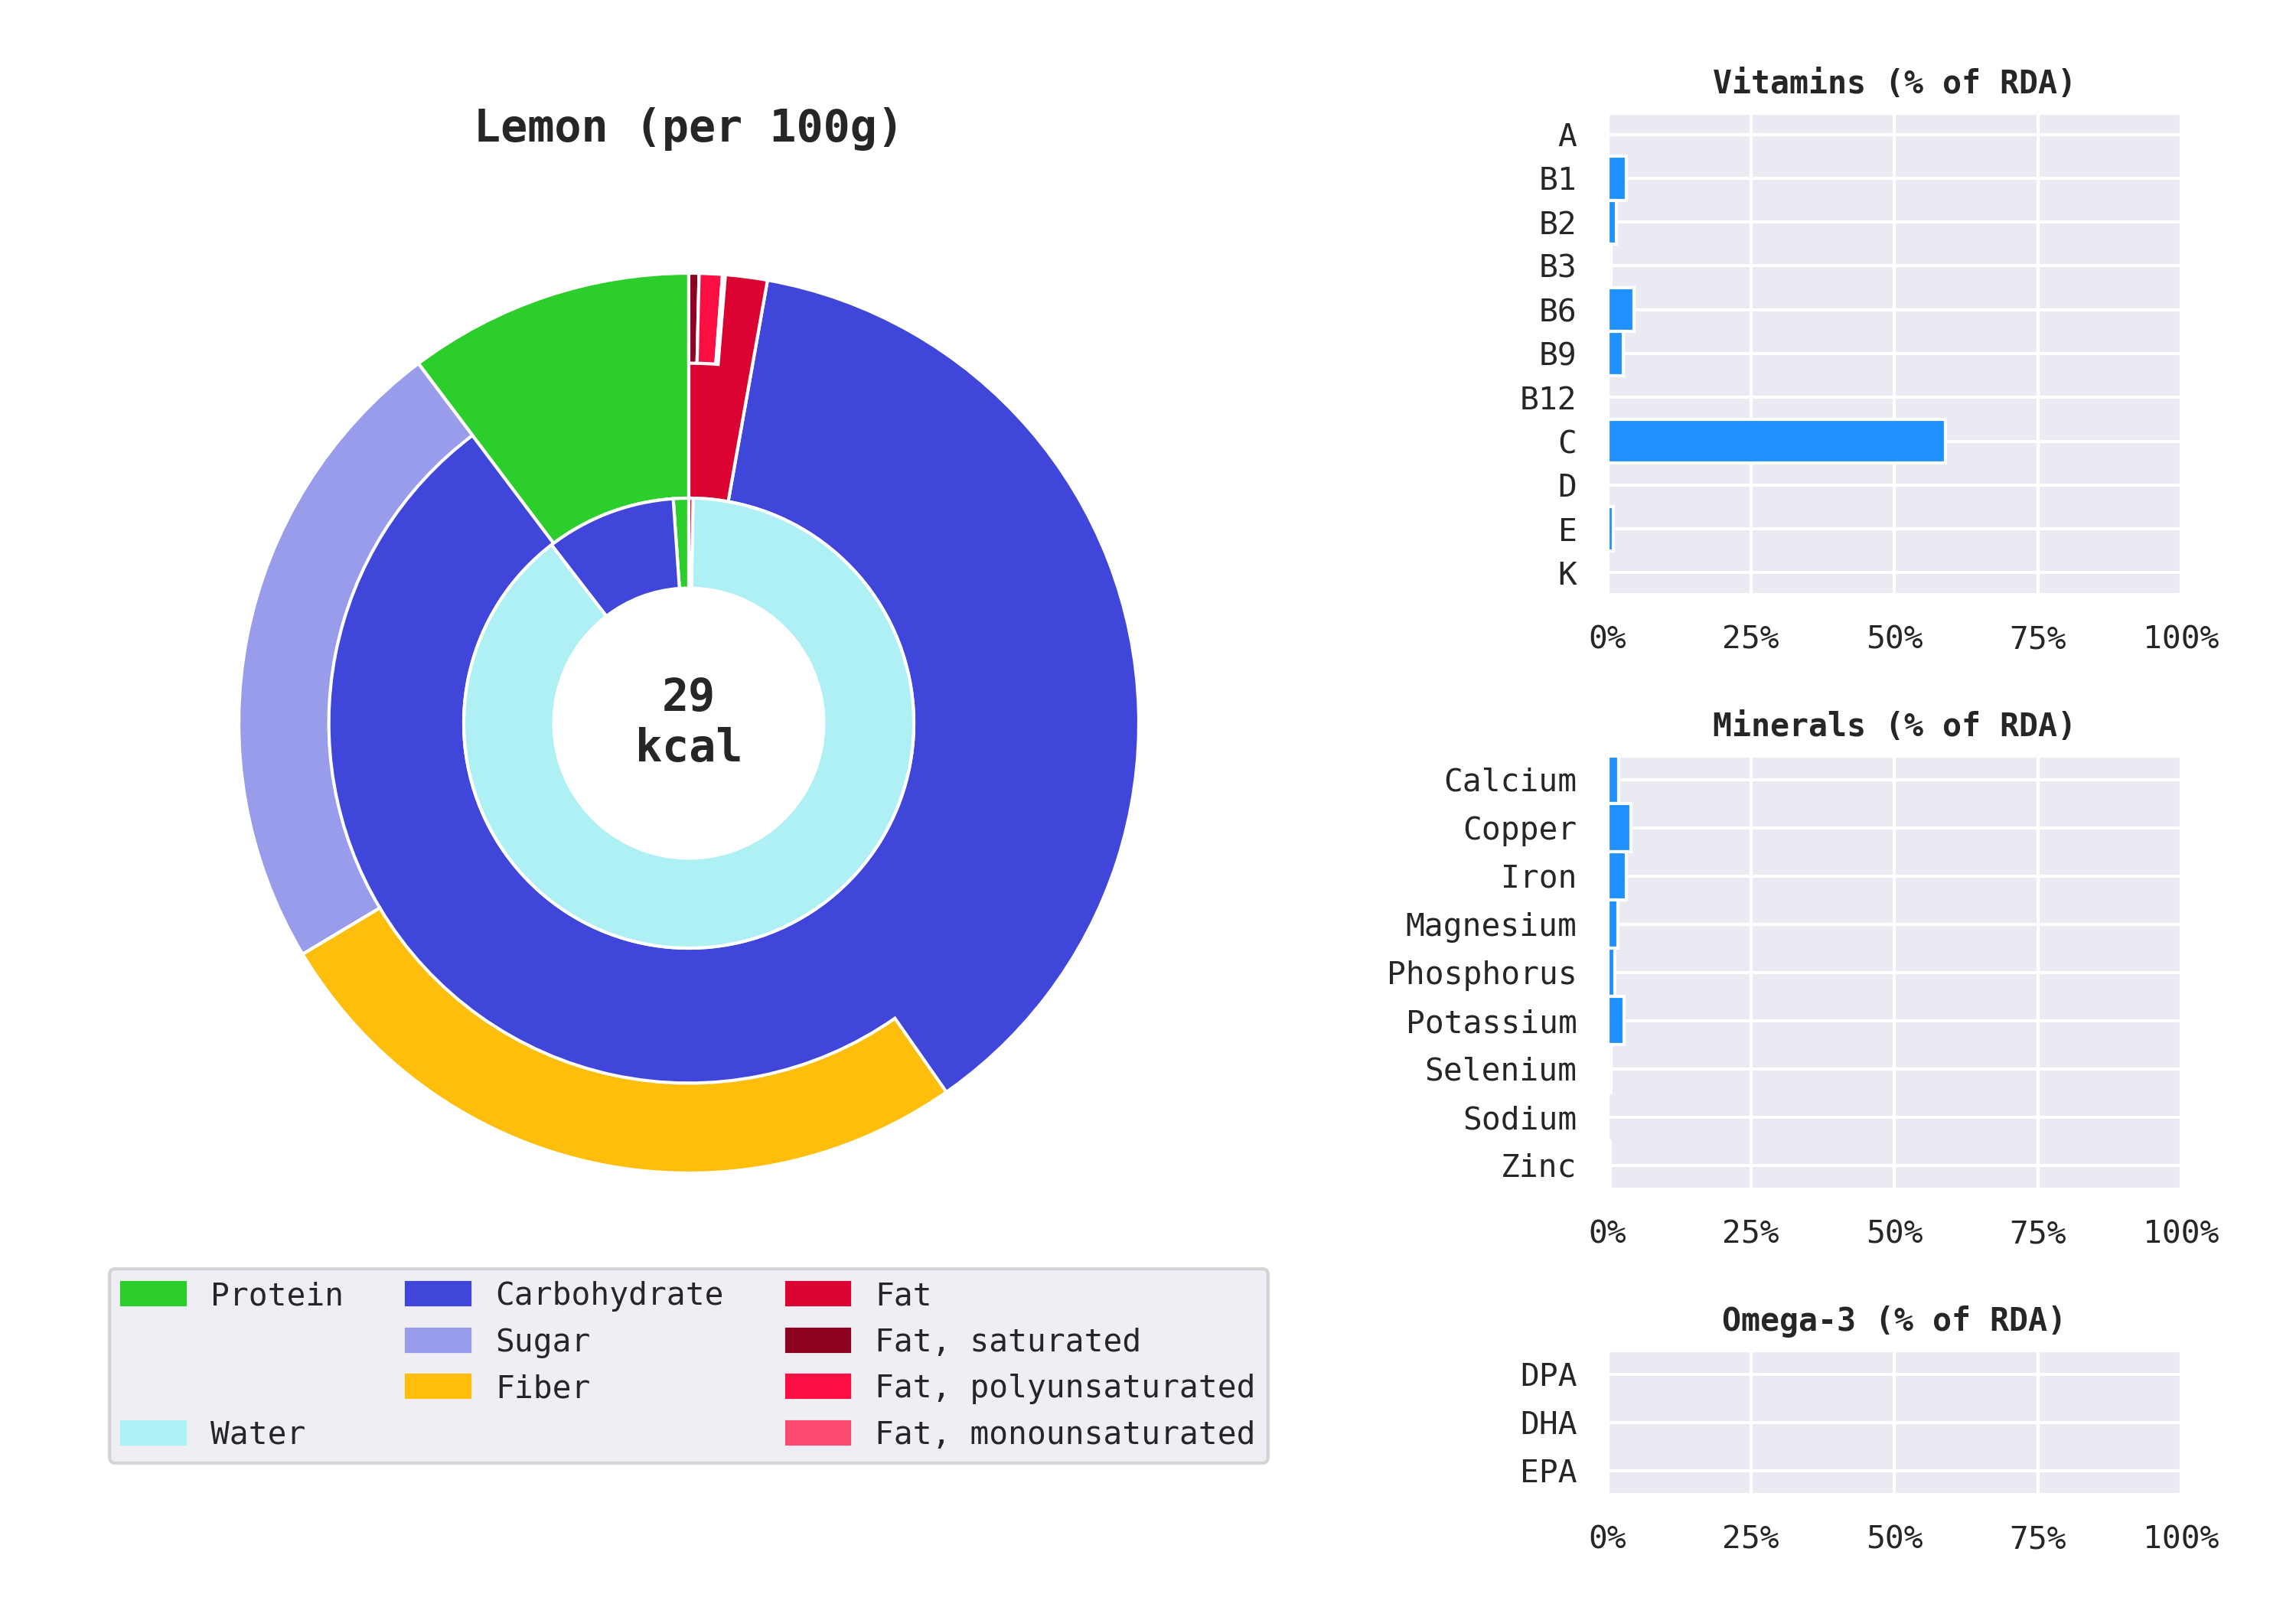 Lemon (per 100g)
29
kcal
Protein
Water
Carbohydrate
Sugar
Fiber
Fat
Fat, saturated
Fat, polyunsaturated
Fat, monounsaturated
Vitamins (% of RDA)
A
B1
B2
B3
B6
B9
B12
C
D
E
K
0% 25% 50% 75% 100%
Minerals (% of RDA)
Calcium
Copper
Iron
Magnesium
Phosphorus
Potassium
Selenium
Sodium
Zinc
0% 25% 50% 75% 100%
Omega-3 (% of RDA)
DPA
DHA
EPA
0% 25% 50% 75% 100%